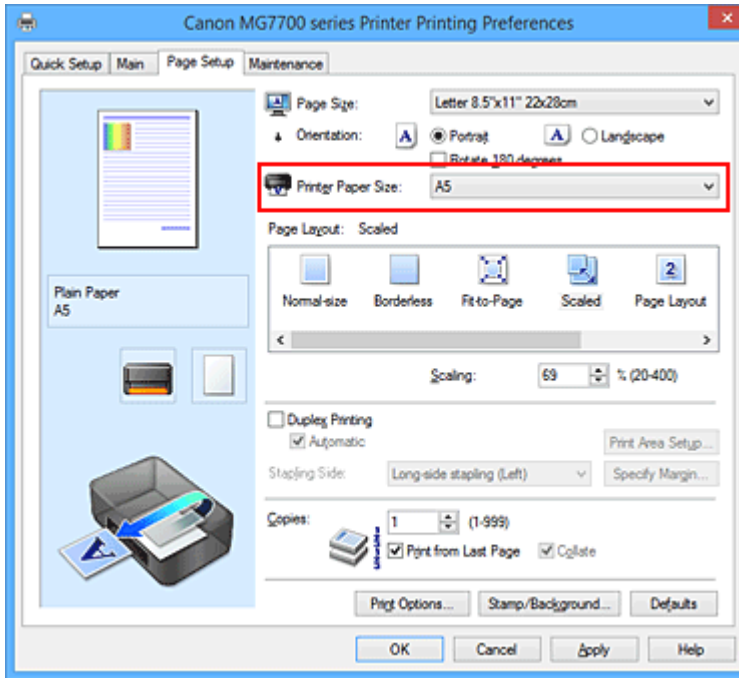 Canon MG7700 series Printer Printing Preferences
Quick Setup Main Page Setup Maintenance
Page Size: Letter 8.5"x11" 22x28cm
Orientation: A Portrait A Landscape
Rotate 180 degrees
Printer Paper Size: A5
Page Layout: Scaled
2
Normal-size Borderless Fit-to-Page Scaled Page Layout
Plain Paper
A5
Scaling: 69 % (20-400)
Duplex Printing
Automatic
Print Area Setup...
Stapling Side: Long-side stapling (Left) Specify Margin...
Copies: 1 (1-999)
Print from Last Page Collate
A
Print Options... Stamp/Background... Defaults
OK Cancel Apply Help